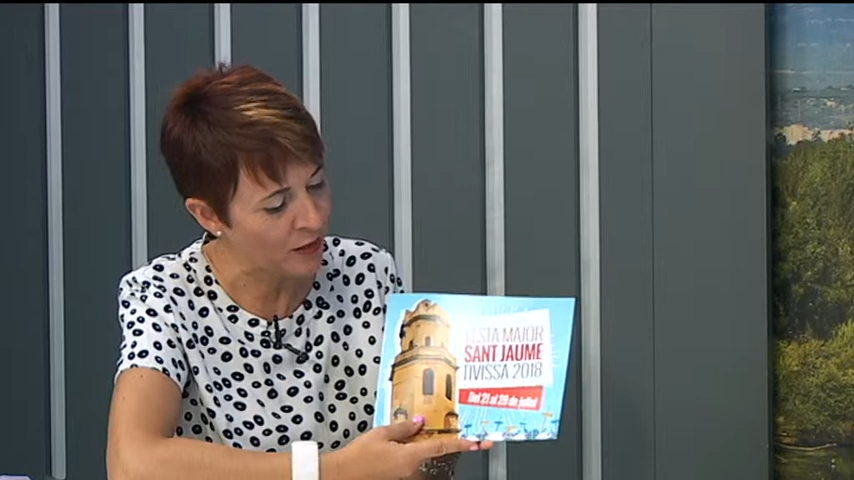 FESTA MAJOR
SANT JAUME
TIVISSA 2018
Del 21 al 29 de juliol